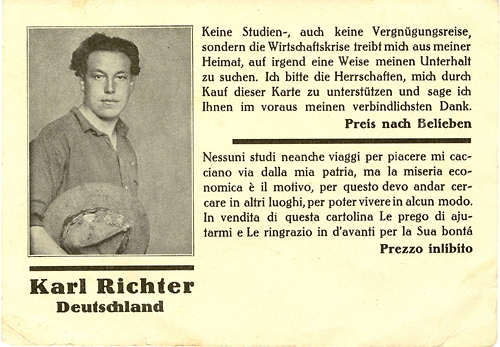 Keine Studien-, auch keine Vergnügungsreise,
sondern die Wirtschaftskrise treibt mich aus meiner
Heimat, auf irgend eine Weise meinen Unterhalt
zu suchen. Ich bitte die Herrschaften, mich durch
Kauf dieser Karte zu unterstützen und sage ich
Ihnen im voraus meinen verbindlichsten Dank.
Preis nach Belieben
Nessuni studi neanche viaggi per piacere mi cac-
ciano via dalla mia patria, ma la miseria eco-
nomica è il motivo, per questo devo andar cer-
care in altri luoghi, per poter vivere in alcun modo.
In vendita di questa cartolina Le prego di aju-
tarmi e Le ringrazio in d'avanti per la Sua bontá
Prezzo inlibito
Karl Richter
Deutschland